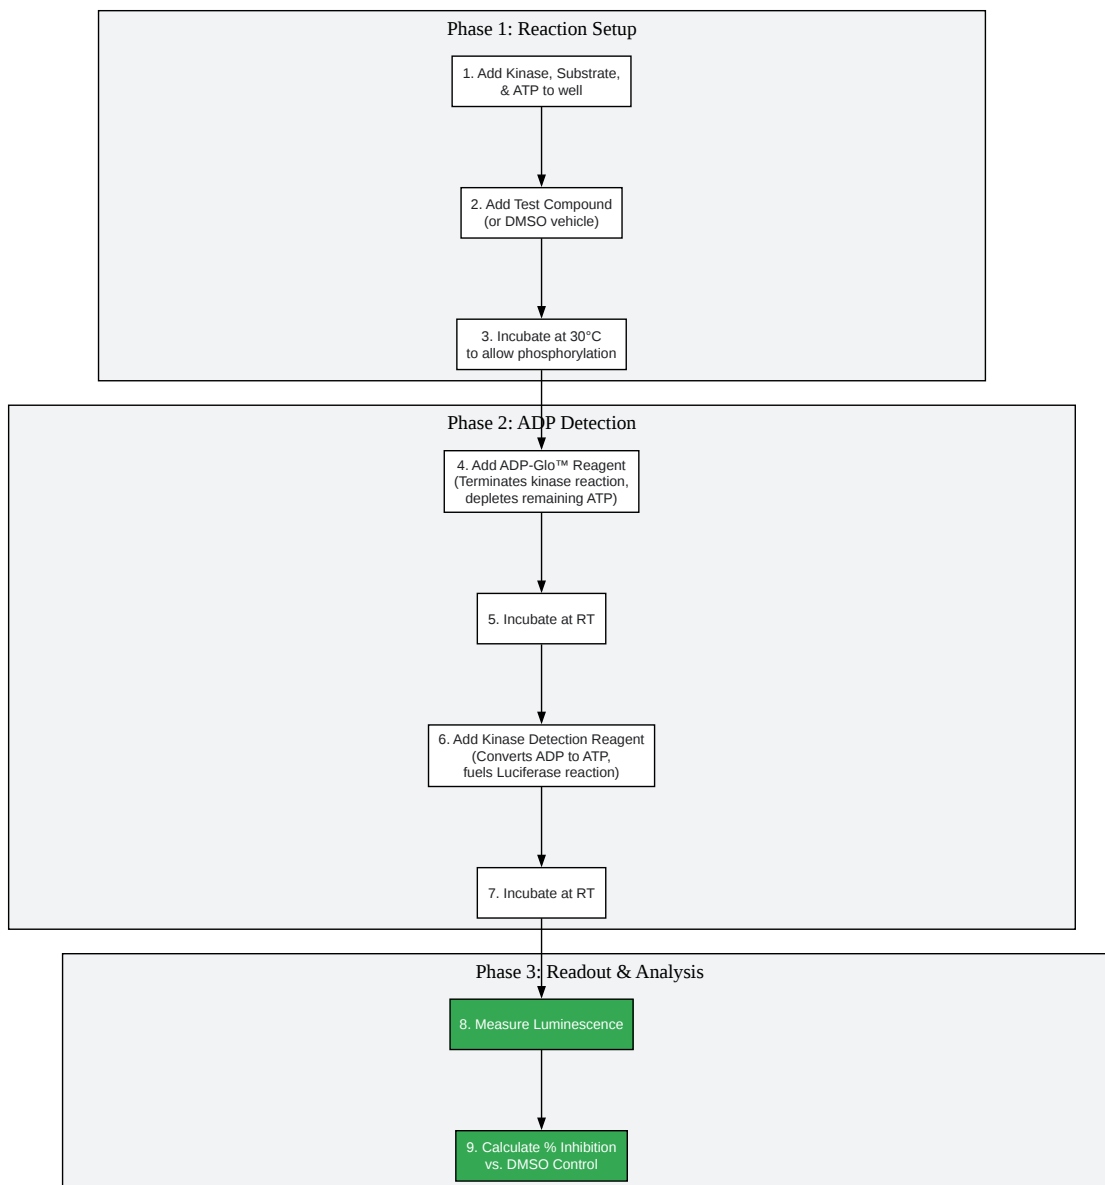 Phase 1: Reaction Setup
1. Add Kinase, Substrate,
& ATP to well
2. Add Test Compound
(or DMSO vehicle)
3. Incubate at 30°C
to allow phosphorylation
Phase 2: ADP Detection
4. Add ADP-Glo™ Reagent
(Terminates kinase reaction,
depletes remaining ATP)
5. Incubate at RT
6. Add Kinase Detection Reagent
(Converts ADP to ATP,
fuels Luciferase reaction)
7. Incubate at RT
Phase 3: Readout & Analysis
8. Measure Luminescence
9. Calculate % Inhibition
vs. DMSO Control